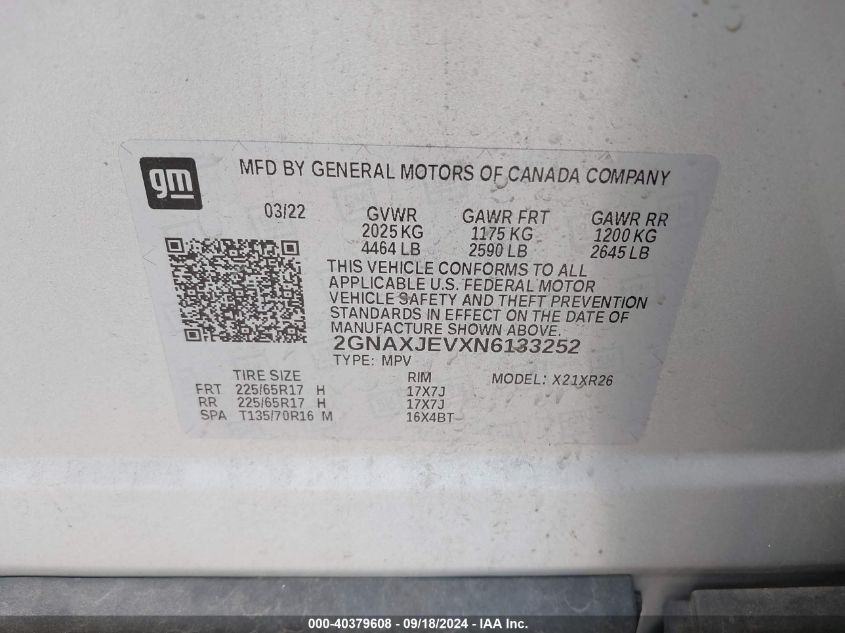 gm
MFD BY GENERAL MOTORS OF CANADA COMPANY
03/22 GVWR GAWR FRT GAWR RR
2025 KG 1175 KG 1200 KG
4464 LB 2590 LB 2645 LB
THIS VEHICLE CONFORMS TO ALL
APPLICABLE U.S. FEDERAL MOTOR
VEHICLE SAFETY AND THEFT PREVENTION
STANDARDS IN EFFECT ON THE DATE OF
MANUFACTURE SHOWN ABOVE.
2GNAXJEVXN6133252
TYPE: MPV
TIRE SIZE RIM MODEL: X21XR26
FRT 225/65R17 H 17X7J
RR 225/65R17 H 17X7J
SPA T135/70R16 M 16X4BT
000-40379608 - 09/18/2024 - IAA Inc.